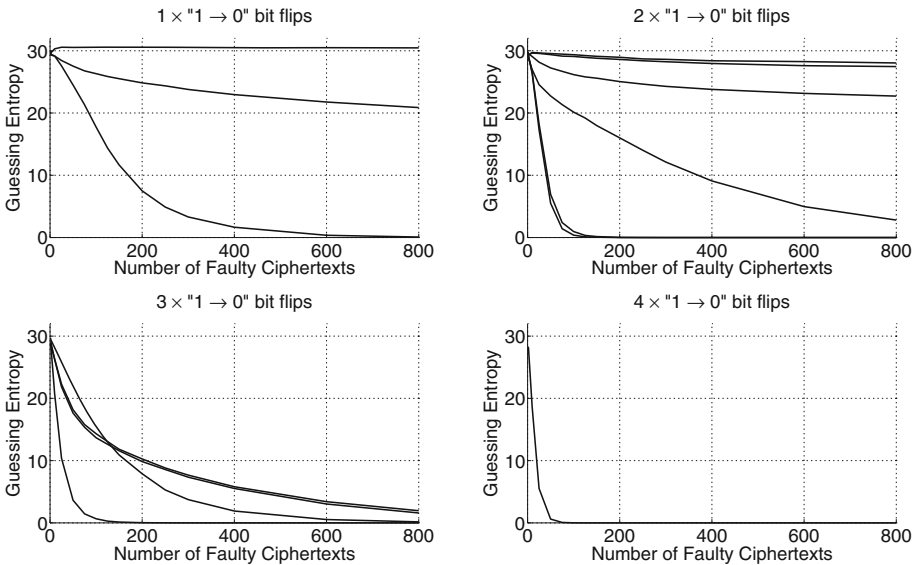 1 × "1 → 0" bit flips
30
20
10
0
Guessing Entropy
0 200 400 600 800
Number of Faulty Ciphertexts
2 × "1 → 0" bit flips
30
20
10
0
Guessing Entropy
0 200 400 600 800
Number of Faulty Ciphertexts
3 × "1 → 0" bit flips
30
20
10
0
Guessing Entropy
0 200 400 600 800
Number of Faulty Ciphertexts
4 × "1 → 0" bit flips
30
20
10
0
Guessing Entropy
0 200 400 600 800
Number of Faulty Ciphertexts